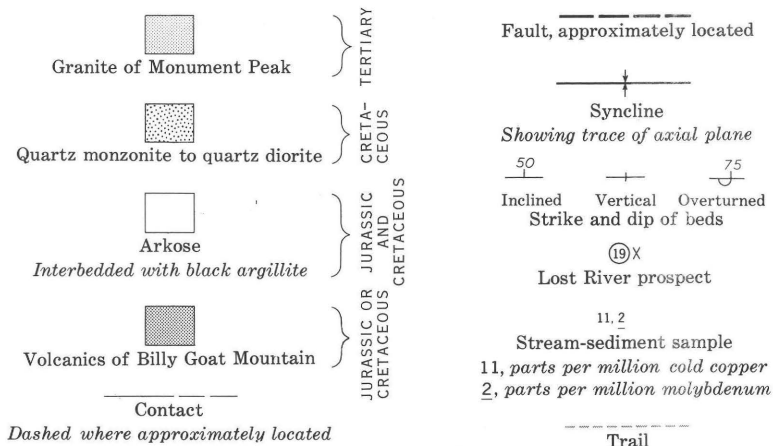 Granite of Monument Peak
TERTIARY
Quartz monzonite to quartz diorite
CRETA-
CEOUS
Arkose
Interbedded with black argillite
JURASSIC
AND
CRETACEOUS
Volcanics of Billy Goat Mountain
JURASSIC OR
CRETACEOUS
Contact
Dashed where approximately located
Fault, approximately located
Syncline
Showing trace of axial plane
50 75
Inclined Vertical Overturned
Strike and dip of beds
19 X
Lost River prospect
11, 2
Stream-sediment sample
11, parts per million cold copper
2, parts per million molybdenum
Trail